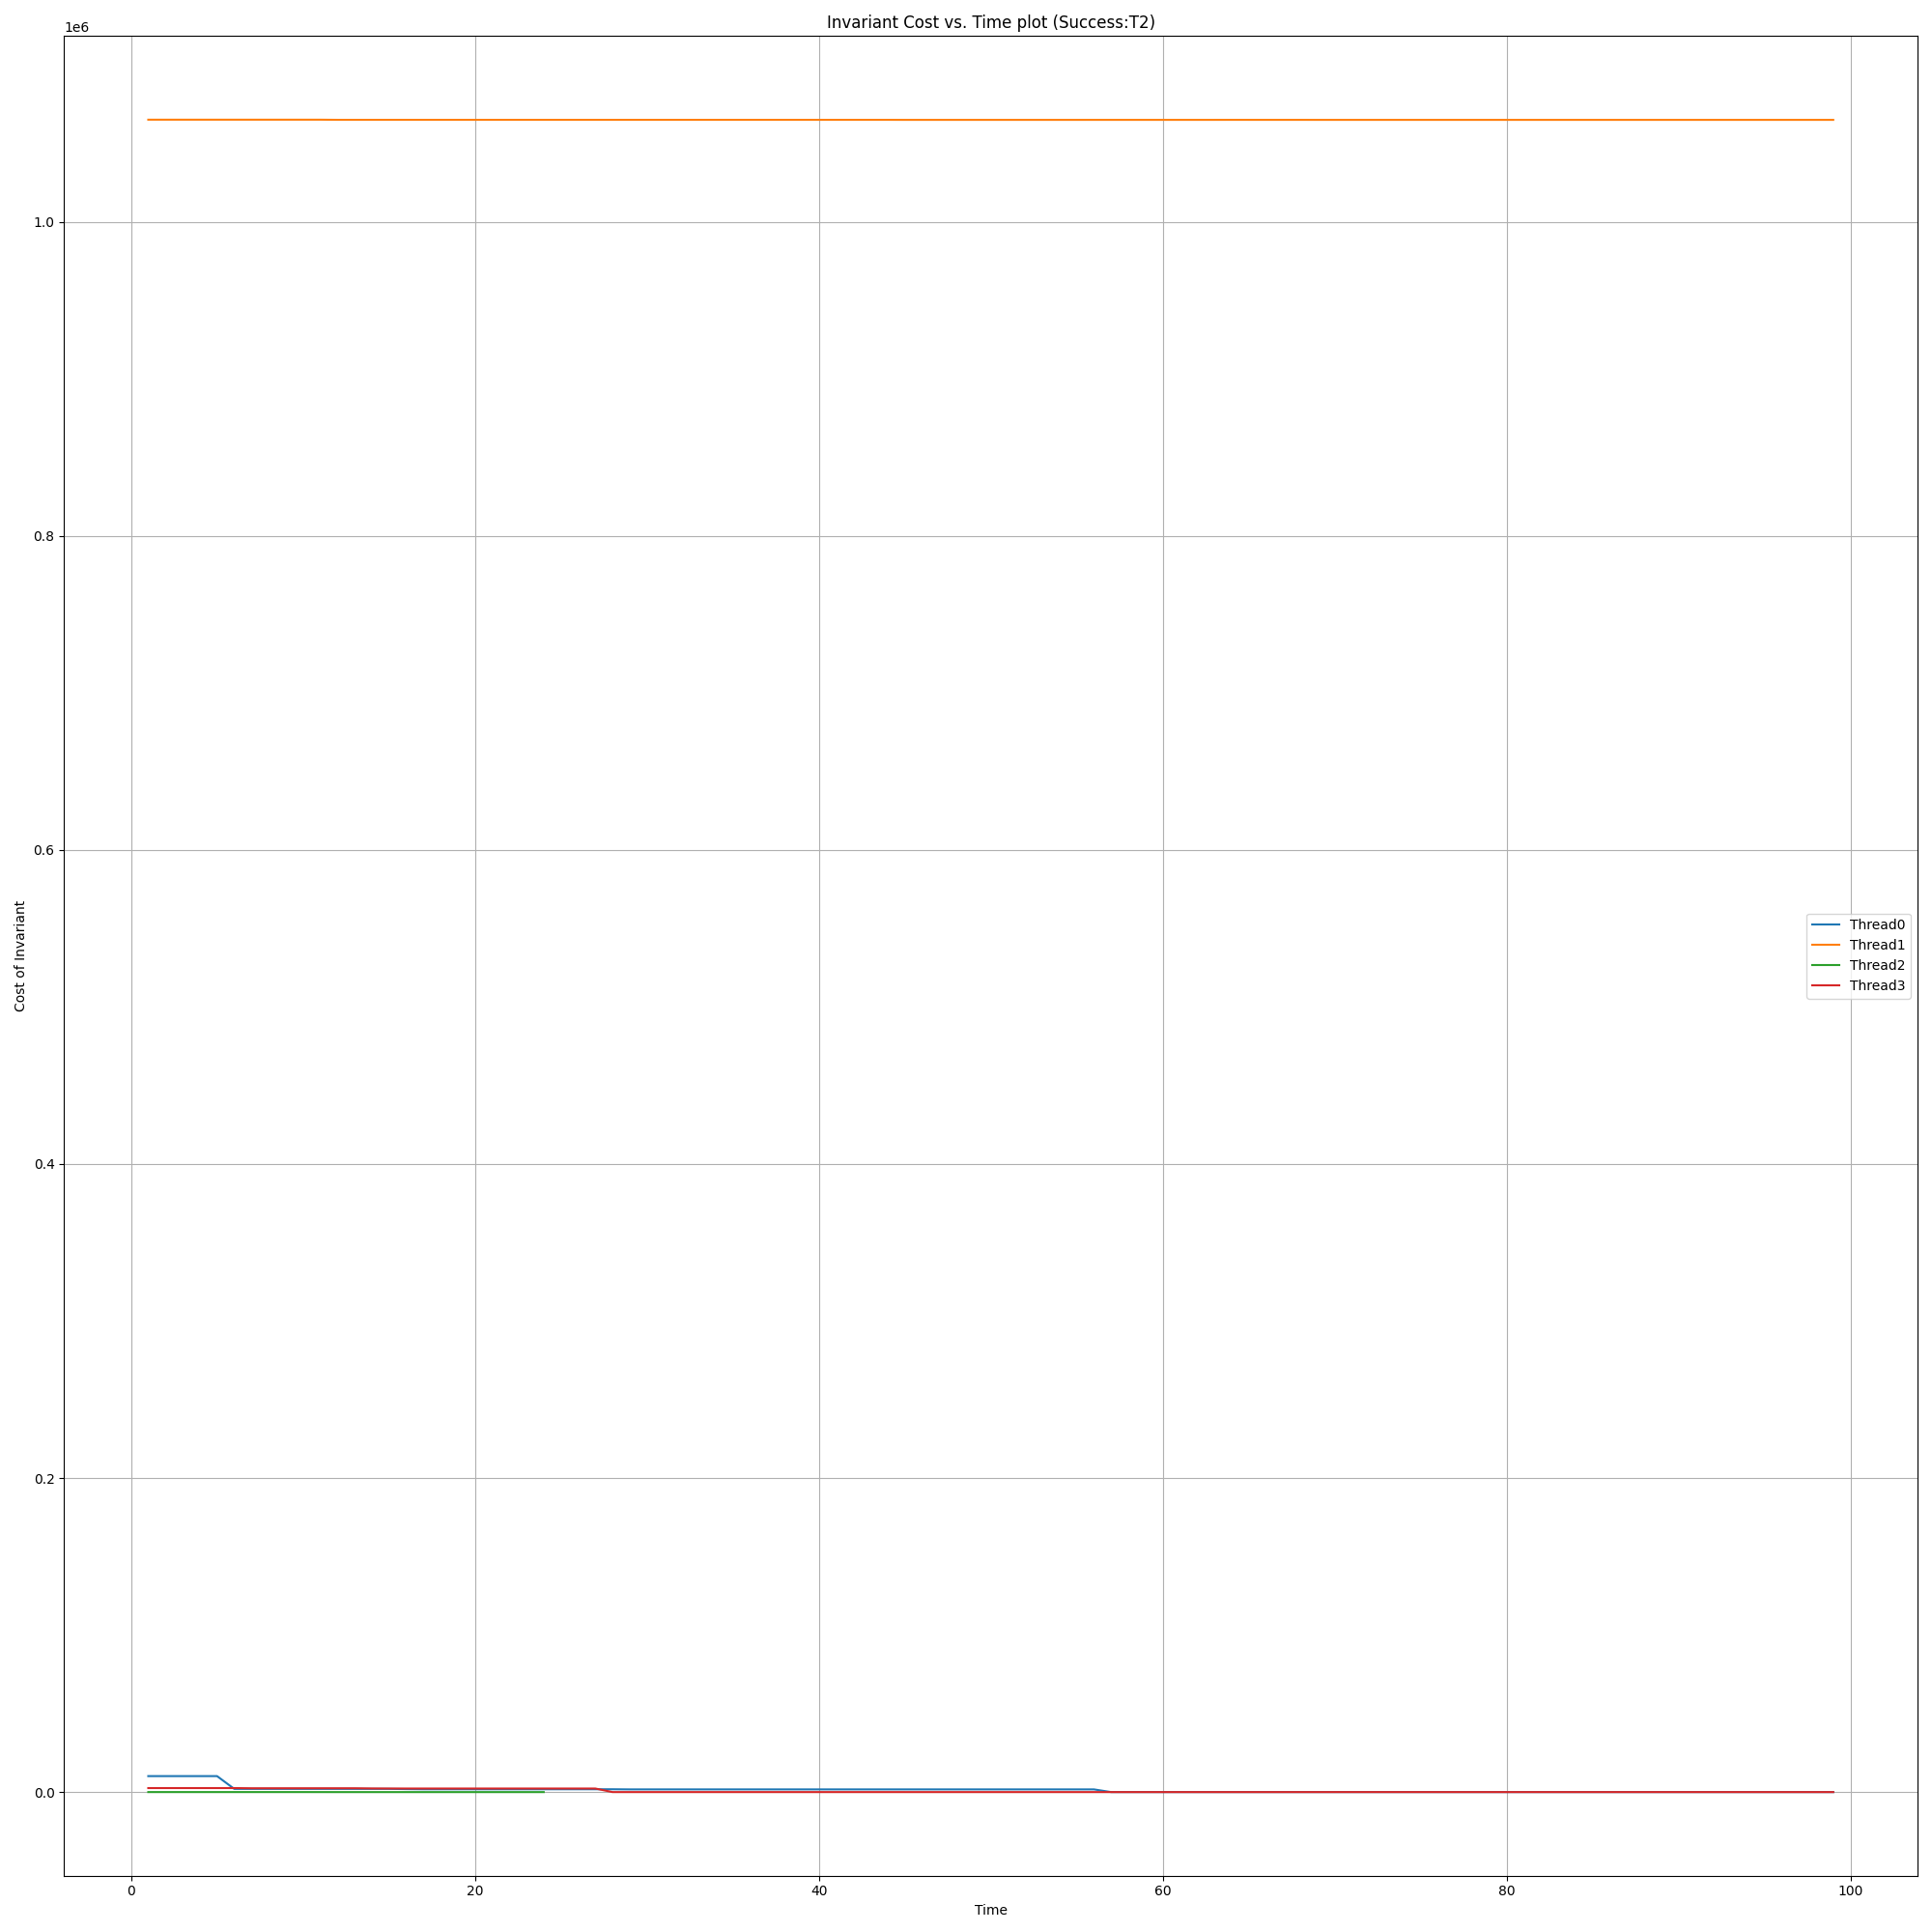 Invariant Cost vs. Time plot (Success:T2)
1e6
1.0
0.8
0.6
0.4
0.2
0.0
Cost of Invariant
Thread0
Thread1
Thread2
Thread3
0 20 40 60 80 100
Time